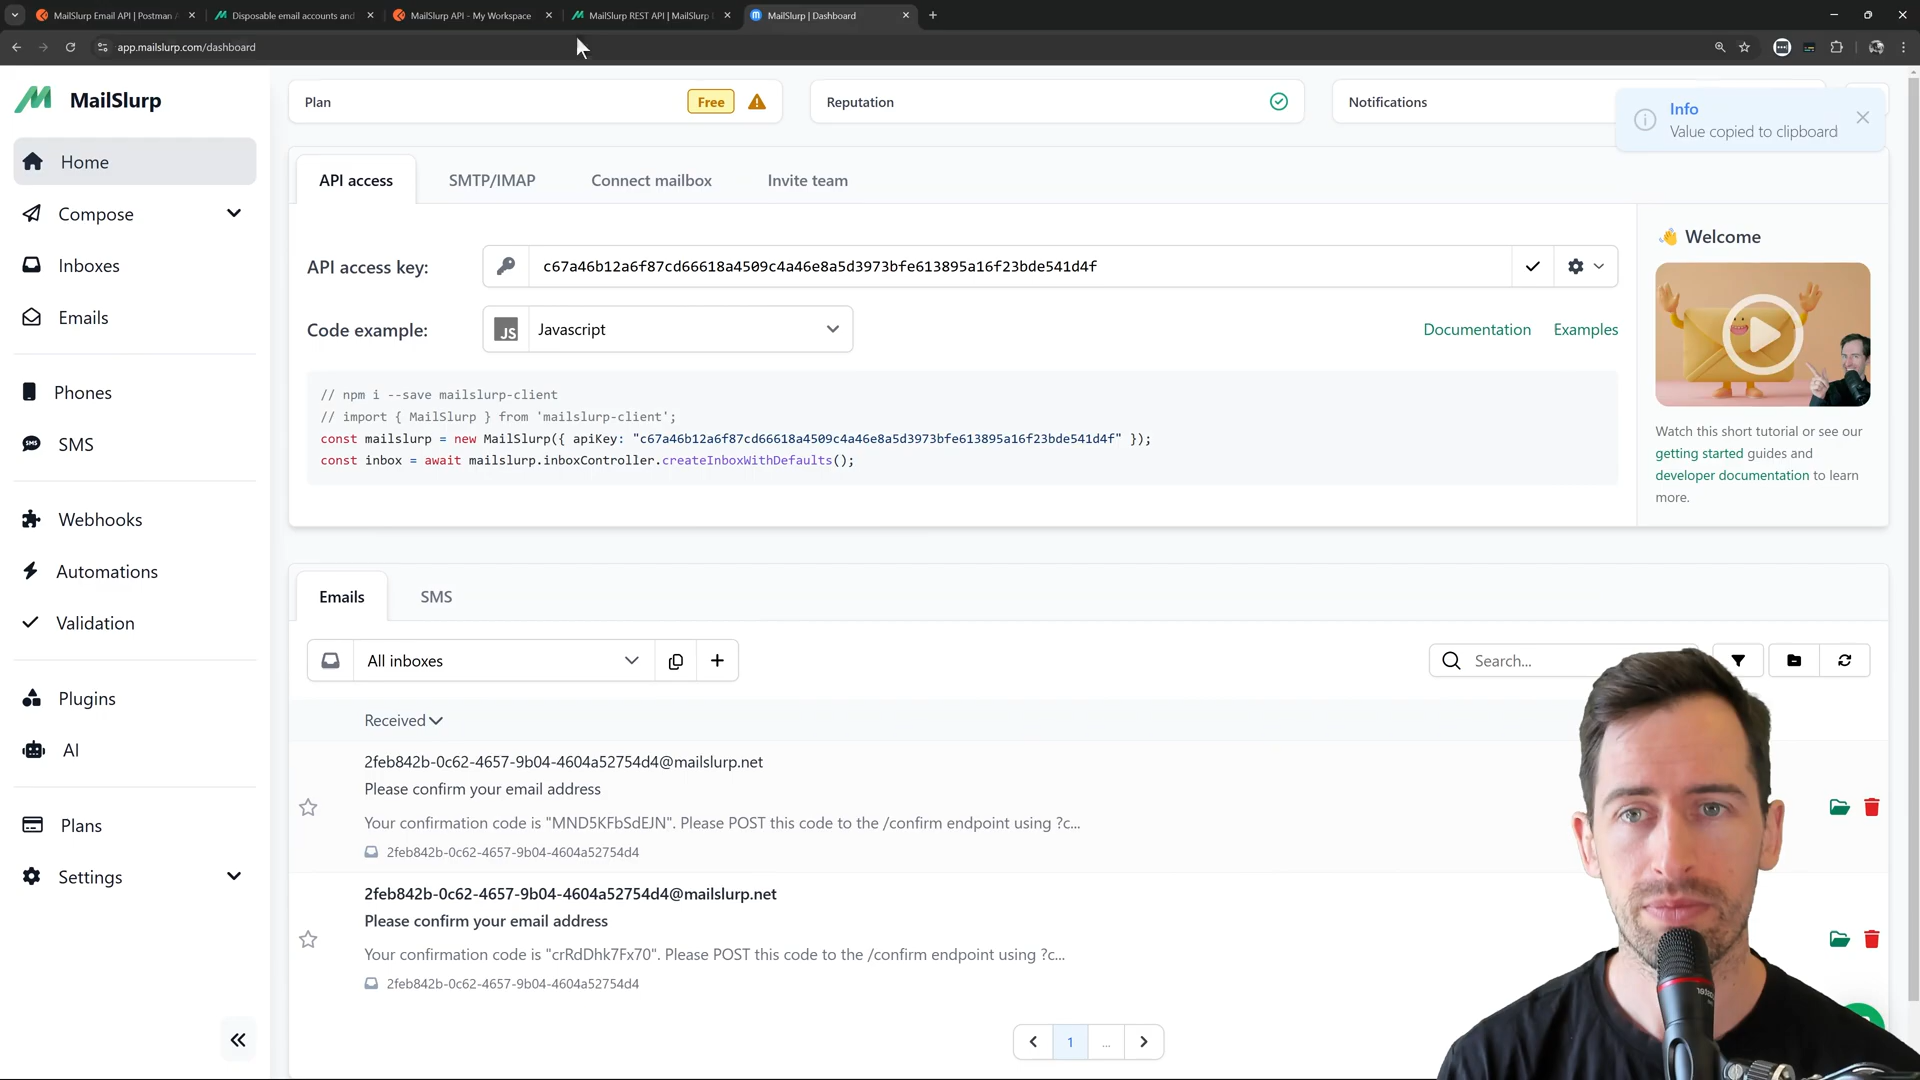 MailSlurp Email API | Postman A
Disposable email accounts and
MailSlurp API - My Workspace
MailSlurp REST API | MailSlurp
MailSlurp | Dashboard
app.mailslurp.com/dashboard
MailSlurp
Home
Compose
Inboxes
Emails
Phones
SMS
SMS
Webhooks
Automations
Validation
Plugins
AI
Plans
Settings
Plan
Free
Reputation
Notifications
Info
Value copied to clipboard
API access
SMTP/IMAP
Connect mailbox
Invite team
API access key:
c67a46b12a6f87cd66618a4509c4a46e8a5d3973bfe613895a16f23bde541d4f
Code example:
JS
Javascript
Documentation
Examples
// npm i --save mailslurp-client
// import { MailSlurp } from 'mailslurp-client';
const mailslurp = new MailSlurp({ apiKey: "c67a46b12a6f87cd66618a4509c4a46e8a5d3973bfe613895a16f23bde541d4f" });
const inbox = await mailslurp.inboxController.createInboxWithDefaults();
👋 Welcome
Watch this short tutorial or see our
getting started guides and
developer documentation to learn
more.
Emails
SMS
All inboxes
Search...
Received
2feb842b-0c62-4657-9b04-4604a52754d4@mailslurp.net
Please confirm your email address
Your confirmation code is "MND5KFbSdEJN". Please POST this code to the /confirm endpoint using ?c...
2feb842b-0c62-4657-9b04-4604a52754d4
2feb842b-0c62-4657-9b04-4604a52754d4@mailslurp.net
Please confirm your email address
Your confirmation code is "crRdDhk7Fx70". Please POST this code to the /confirm endpoint using ?c...
2feb842b-0c62-4657-9b04-4604a52754d4
1
...